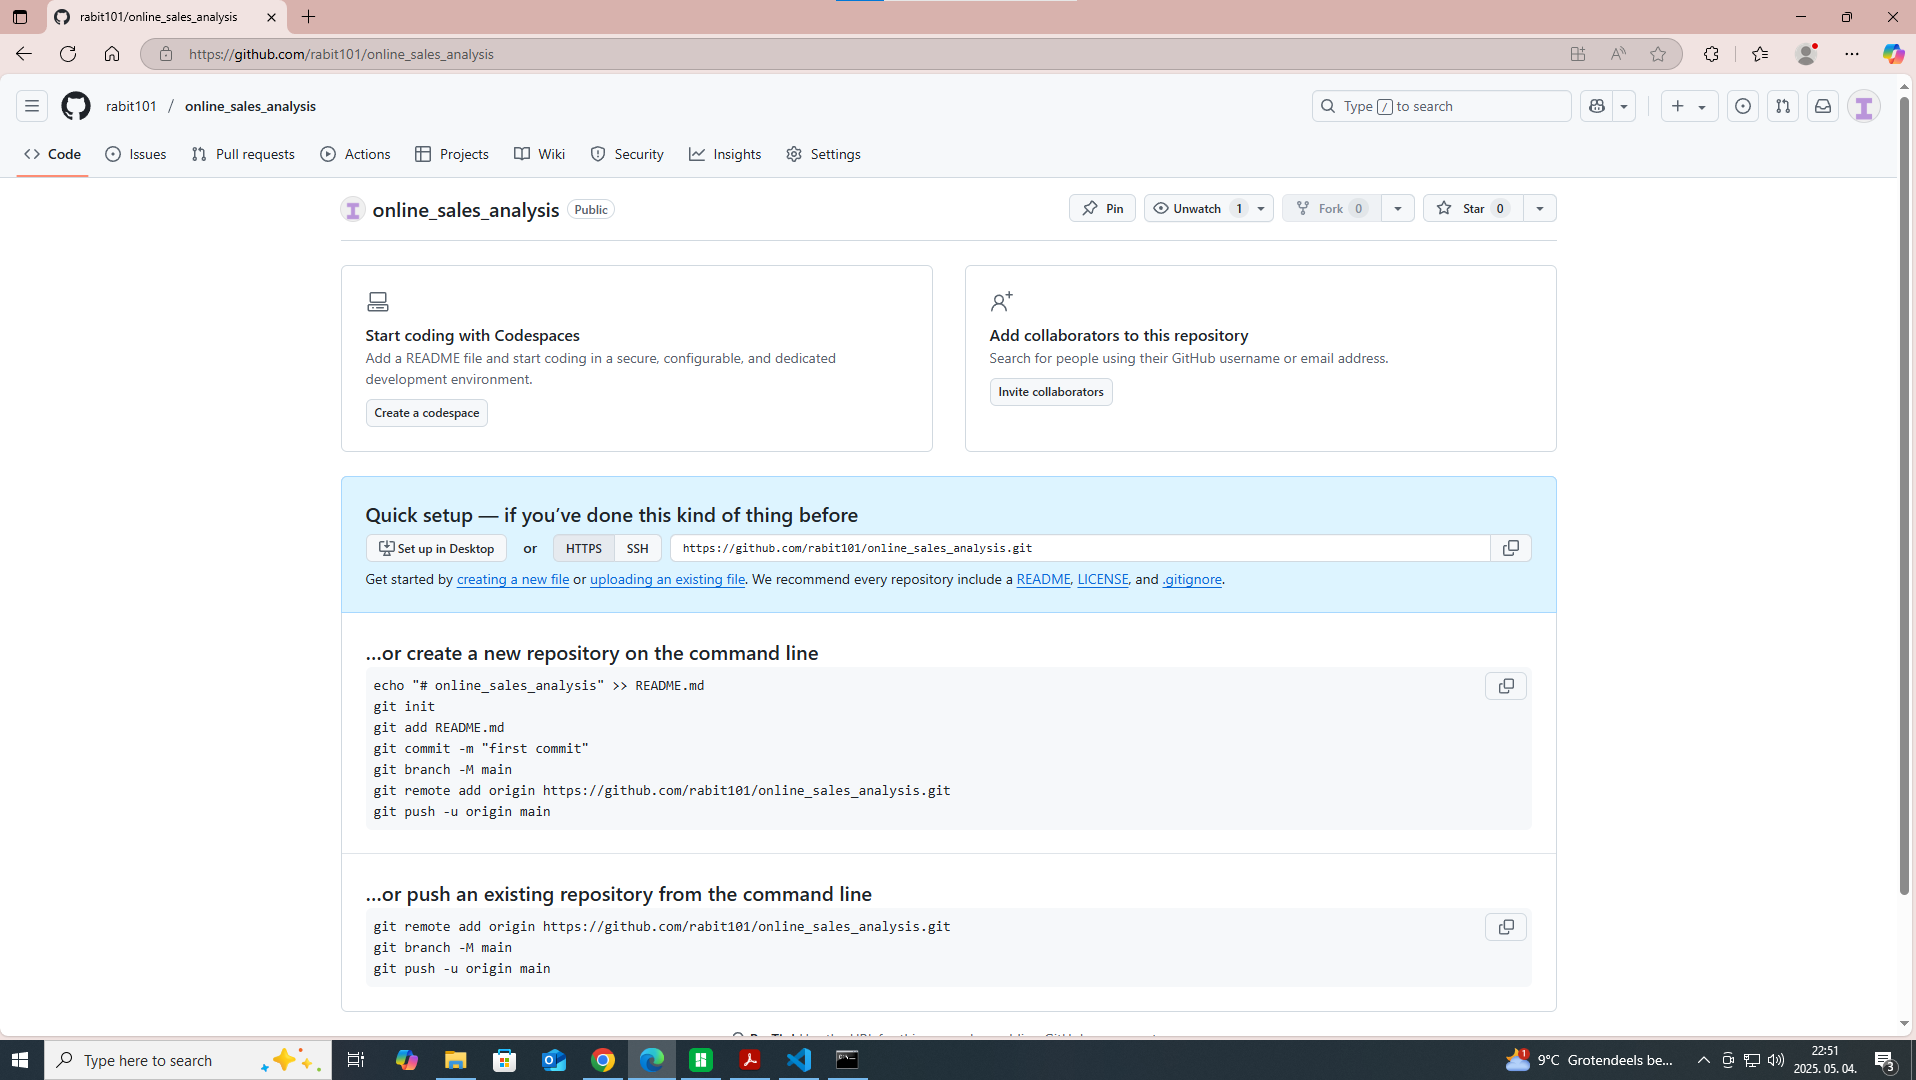 rabit101/online_sales_analysis
https://github.com/rabit101/online_sales_analysis
rabit101 / online_sales_analysis
Type / to search
Code
Issues
Pull requests
Actions
Projects
Wiki
Security
Insights
Settings
online_sales_analysis Public
Pin
Unwatch 1
Fork 0
Star 0
Start coding with Codespaces
Add a README file and start coding in a secure, configurable, and dedicated
development environment.
Create a codespace
Add collaborators to this repository
Search for people using their GitHub username or email address.
Invite collaborators
Quick setup — if you’ve done this kind of thing before
Set up in Desktop or HTTPS SSH https://github.com/rabit101/online_sales_analysis.git
Get started by creating a new file or uploading an existing file. We recommend every repository include a README, LICENSE, and .gitignore.
…or create a new repository on the command line
echo "# online_sales_analysis" >> README.md
git init
git add README.md
git commit -m "first commit"
git branch -M main
git remote add origin https://github.com/rabit101/online_sales_analysis.git
git push -u origin main
…or push an existing repository from the command line
git remote add origin https://github.com/rabit101/online_sales_analysis.git
git branch -M main
git push -u origin main
Type here to search
1
9°C Grotendeels be...
22:51
2025. 05. 04.
3